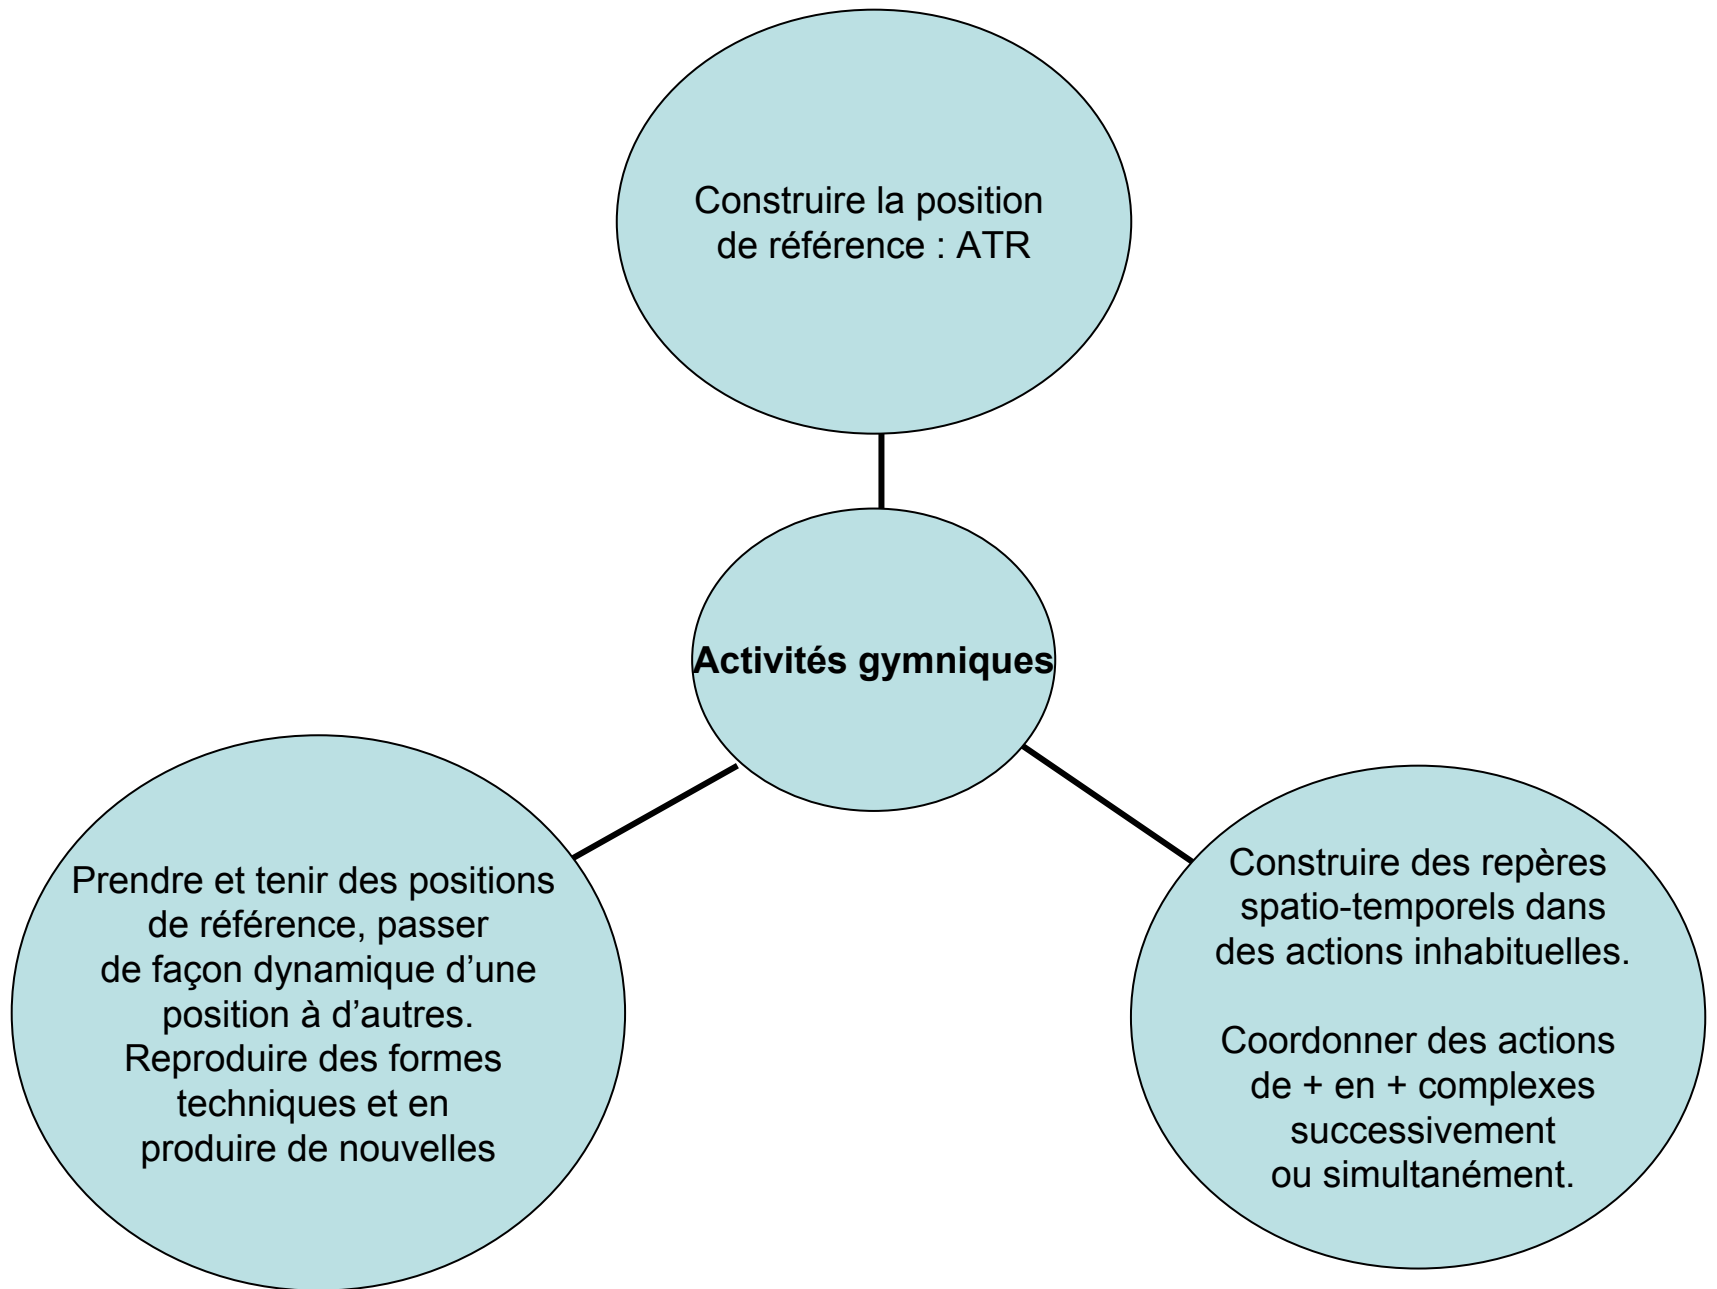 Construire la position
de référence : ATR
Activités gymniques
Prendre et tenir des positions
de référence, passer
de façon dynamique d’une
position à d’autres.
Reproduire des formes
techniques et en
produire de nouvelles
Construire des repères
spatio-temporels dans
des actions inhabituelles.
Coordonner des actions
de + en + complexes
successivement
ou simultanément.